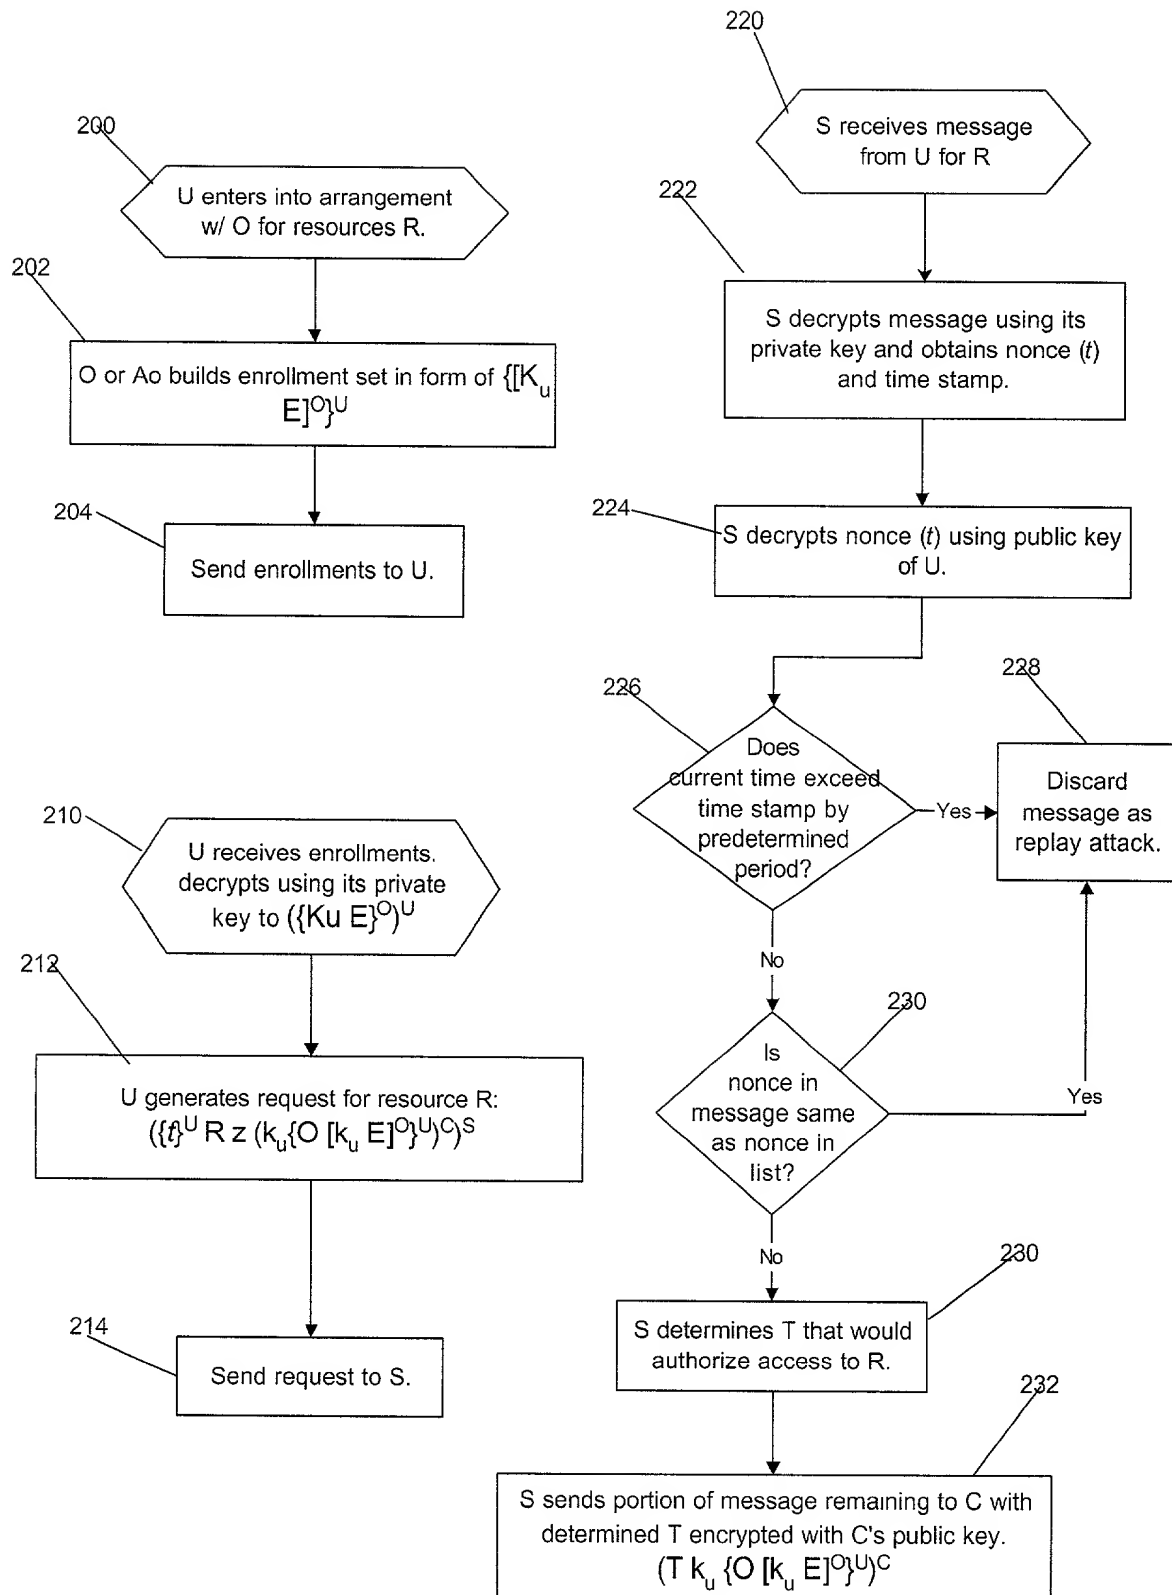 200
U enters into arrangement
w/ O for resources R.
202
O or Ao builds enrollment set in form of {[K_u
E]^O}^U
204
Send enrollments to U.
210
U receives enrollments.
decrypts using its private
key to ({Ku E}^O)^U
212
U generates request for resource R:
({t}^U R z (k_u{O [k_u E]^O}^U)^C)^S
214
Send request to S.
220
S receives message
from U for R
222
S decrypts message using its
private key and obtains nonce (t)
and time stamp.
224
S decrypts nonce (t) using public key
of U.
226
Does
current time exceed
time stamp by
predetermined
period?
Yes
228
Discard
message as
replay attack.
No
230
Is
nonce in
message same
as nonce in
list?
Yes
No
230
S determines T that would
authorize access to R.
232
S sends portion of message remaining to C with
determined T encrypted with C's public key.
(T k_u {O [k_u E]^O}^U)^C